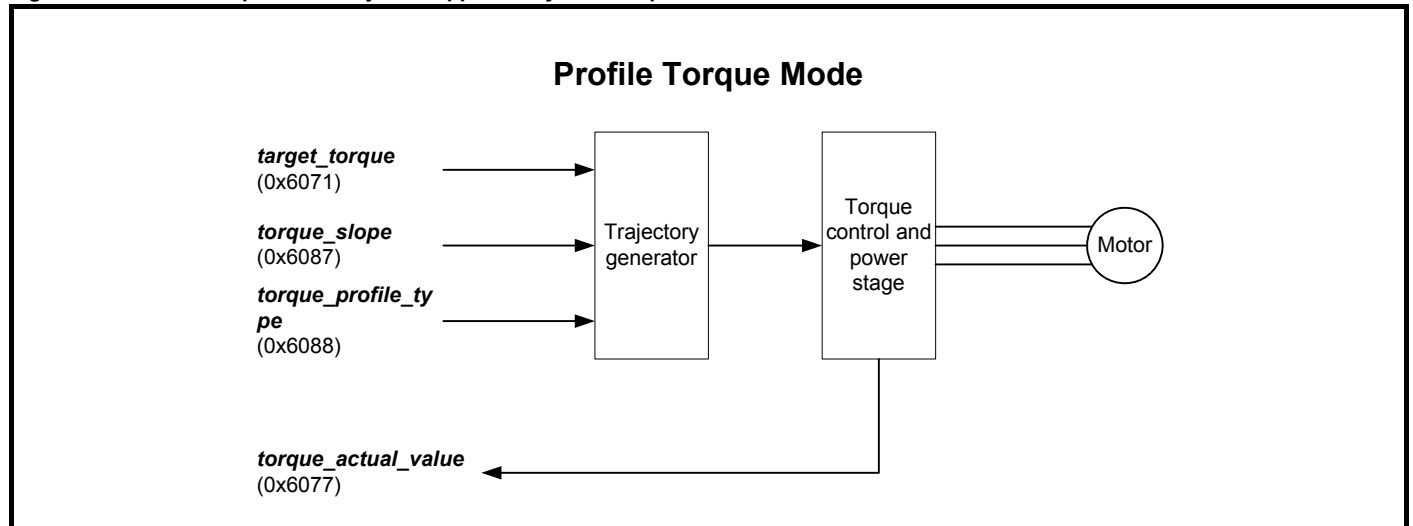 Profile Torque Mode
target_torque
(0x6071)
torque_slope
(0x6087)
torque_profile_ty
pe
(0x6088)
Trajectory
generator
Torque
control and
power
stage
Motor
torque_actual_value
(0x6077)